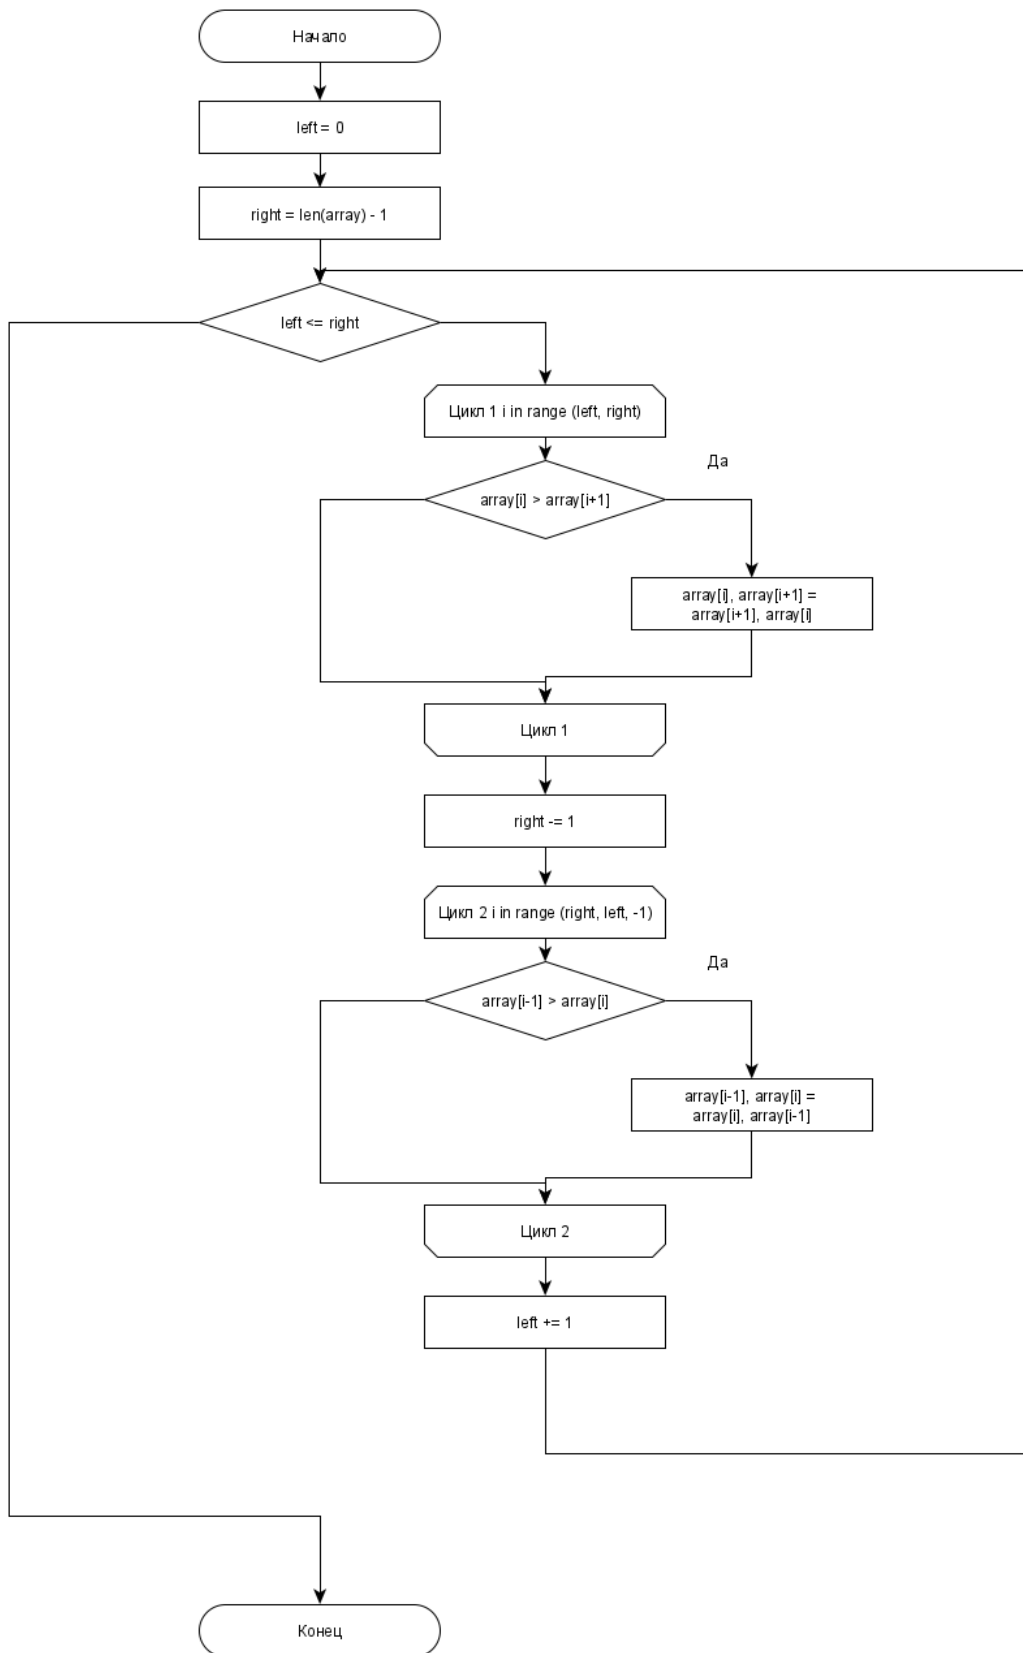 Начало
left = 0
right = len(array) - 1
left <= right
Цикл 1 i in range (left, right)
Да
array[i] > array[i+1]
array[i], array[i+1] =
array[i+1], array[i]
Цикл 1
right -= 1
Цикл 2 i in range (right, left, -1)
Да
array[i-1] > array[i]
array[i-1], array[i] =
array[i], array[i-1]
Цикл 2
left += 1
Конец